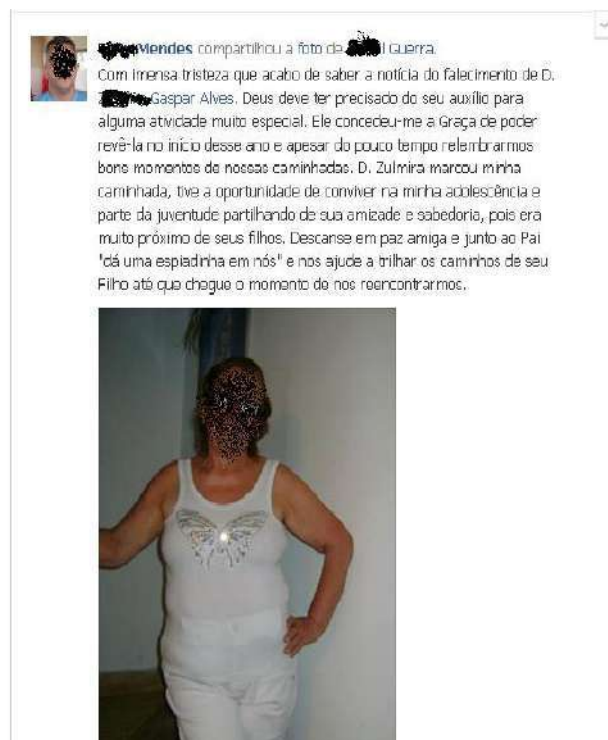 Mendes compartilhou a foto de Guerra.
Com imensa tristeza que acabo de saber a notícia do falecimento de D.
Gaspar Alves. Deus deve ter precisado do seu auxílio para
alguma atividade muito especial. Ele concedeu-me a Graça de poder
revê-la no início desse ano e apesar do pouco tempo relembrarmos
bons momentos de nossas caminhadas. D. Zulmira marcou minha
caminhada, tive a oportunidade de conviver na minha adolescência e
parte da juventude partilhando de sua amizade e sabedoria, pois era
muito próximo de seus filhos. Descanse em paz amiga e junto ao Pai
"dá uma espiadinha em nós" e nos ajude a trilhar os caminhos de seu
Filho até que chegue o momento de nos reencontrarmos.